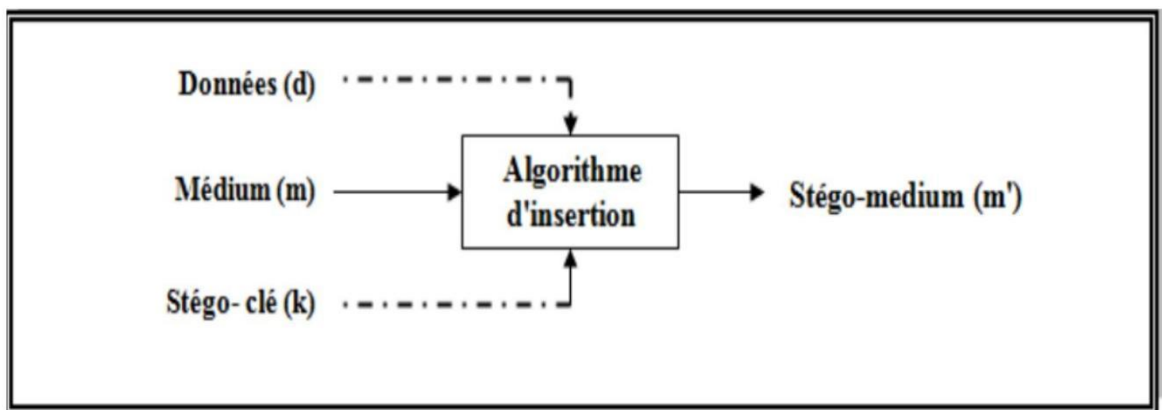 Données (d)
Médium (m)
Stégo- clé (k)
Algorithme
d'insertion
Stégo-medium (m')